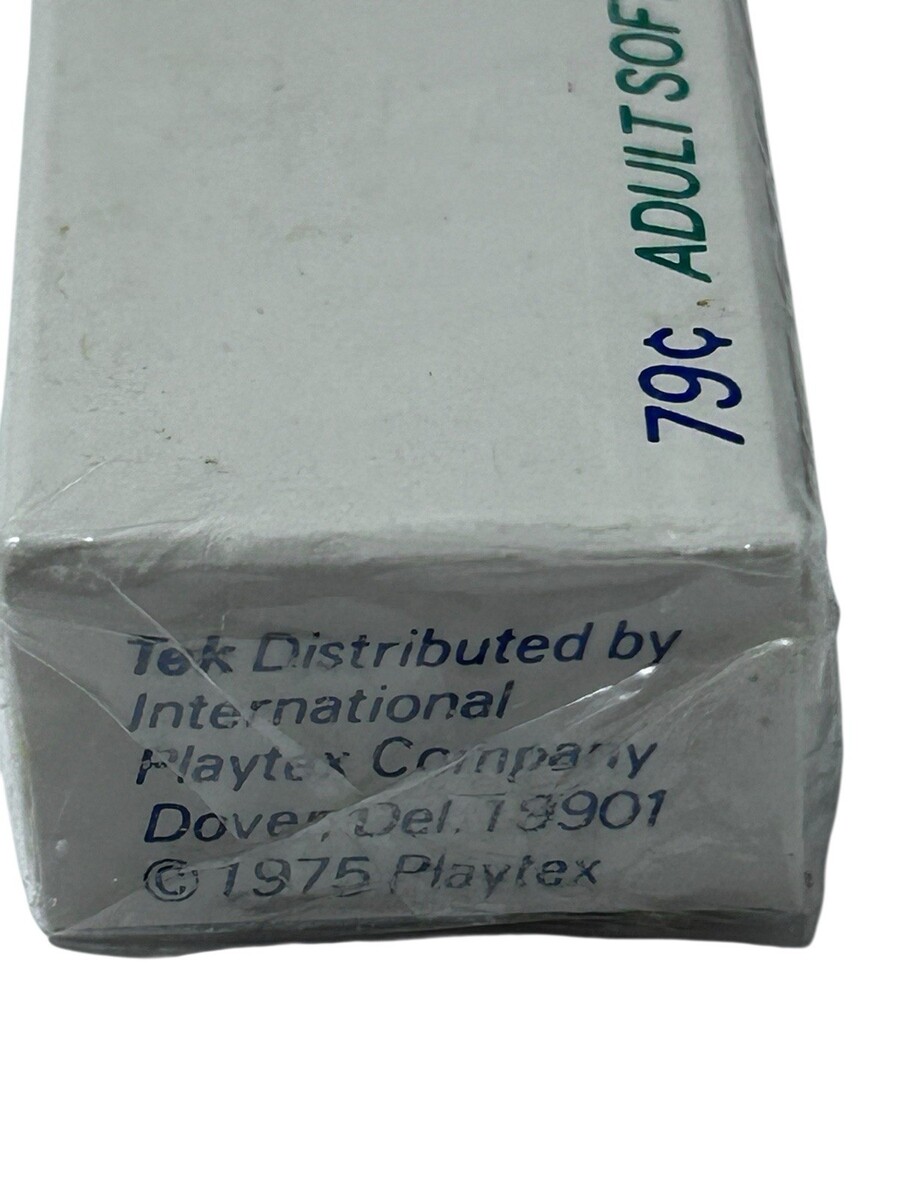 79¢ ADULT SOF
Tek Distributed by
International
Playtex Company
Dover, Del. 19901
© 1975 Playtex